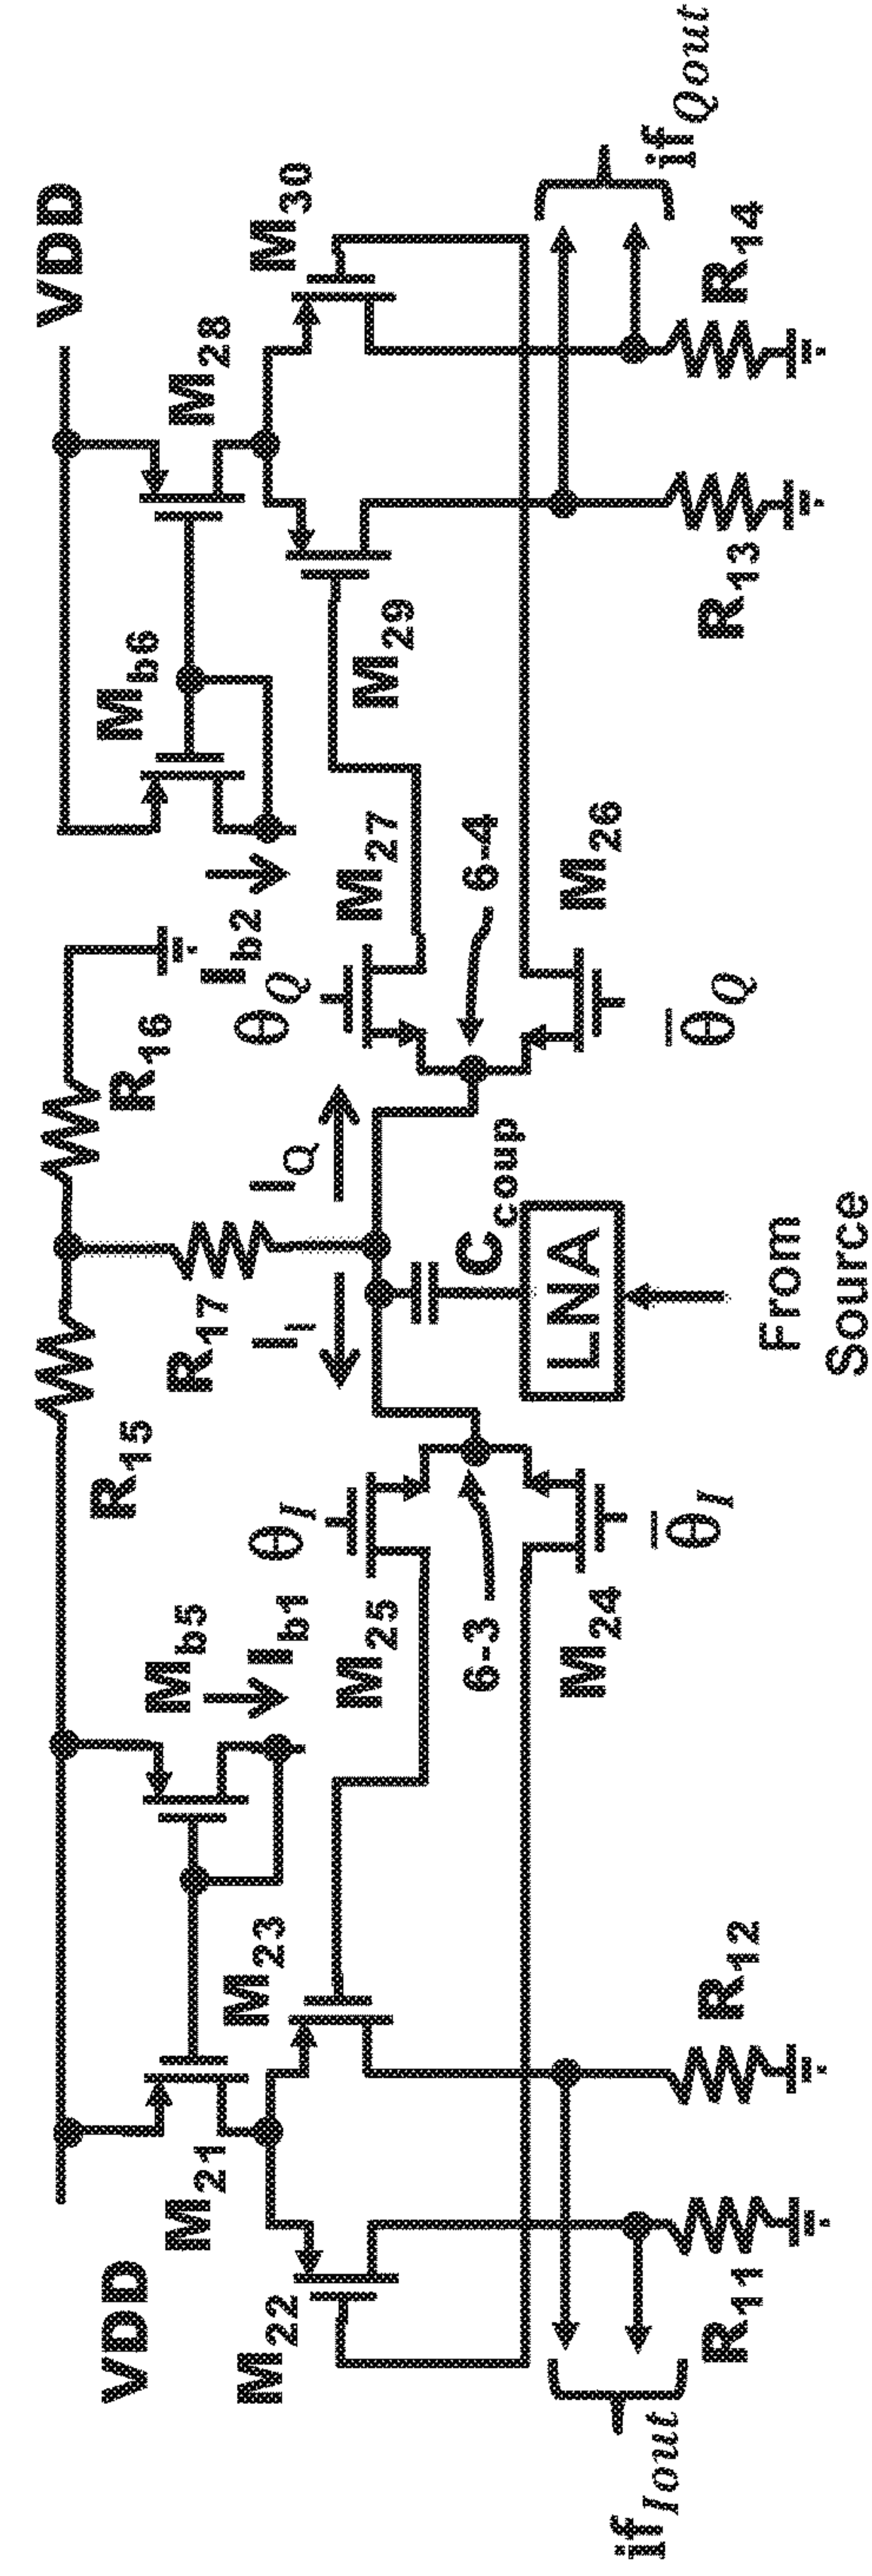 VDD
VDD
M21
Mb5
Ib1
R15
R17
R16
Ib2
Mb6
M28
M22
M23
M25
θI
II
IQ
θQ
M27
M29
M30
6-3
6-4
M24
θ̅I
Ccoup
LNA
θ̅Q
M26
ifIout
R11
R12
R13
R14
ifQout
From
Source